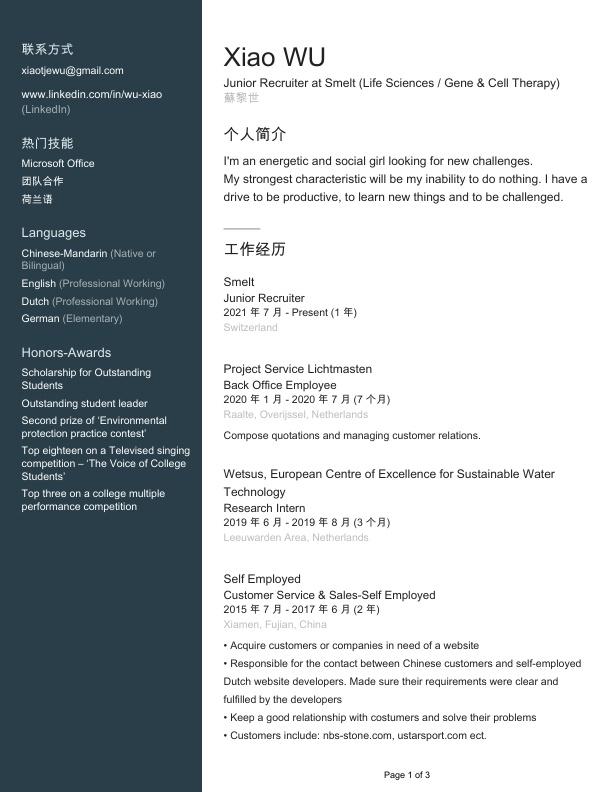 联系方式
xiaotjewu@gmail.com
www.linkedin.com/in/wu-xiao
(LinkedIn)
热门技能
Microsoft Office
团队合作
荷兰语
Languages
Chinese-Mandarin (Native or
Bilingual)
English (Professional Working)
Dutch (Professional Working)
German (Elementary)
Honors-Awards
Scholarship for Outstanding
Students
Outstanding student leader
Second prize of ‘Environmental
protection practice contest’
Top eighteen on a Televised singing
competition – ‘The Voice of College
Students’
Top three on a college multiple
performance competition
Xiao WU
Junior Recruiter at Smelt (Life Sciences / Gene & Cell Therapy)
蘇黎世
个人简介
I'm an energetic and social girl looking for new challenges.
My strongest characteristic will be my inability to do nothing. I have a
drive to be productive, to learn new things and to be challenged.
工作经历
Smelt
Junior Recruiter
2021 年 7 月 - Present (1 年)
Switzerland
Project Service Lichtmasten
Back Office Employee
2020 年 1 月 - 2020 年 7 月 (7 个月)
Raalte, Overijssel, Netherlands
Compose quotations and managing customer relations.
Wetsus, European Centre of Excellence for Sustainable Water
Technology
Research Intern
2019 年 6 月 - 2019 年 8 月 (3 个月)
Leeuwarden Area, Netherlands
Self Employed
Customer Service & Sales-Self Employed
2015 年 7 月 - 2017 年 6 月 (2 年)
Xiamen, Fujian, China
• Acquire customers or companies in need of a website
• Responsible for the contact between Chinese customers and self-employed
Dutch website developers. Made sure their requirements were clear and
fulfilled by the developers
• Keep a good relationship with costumers and solve their problems
• Customers include: nbs-stone.com, ustarsport.com ect.
Page 1 of 3